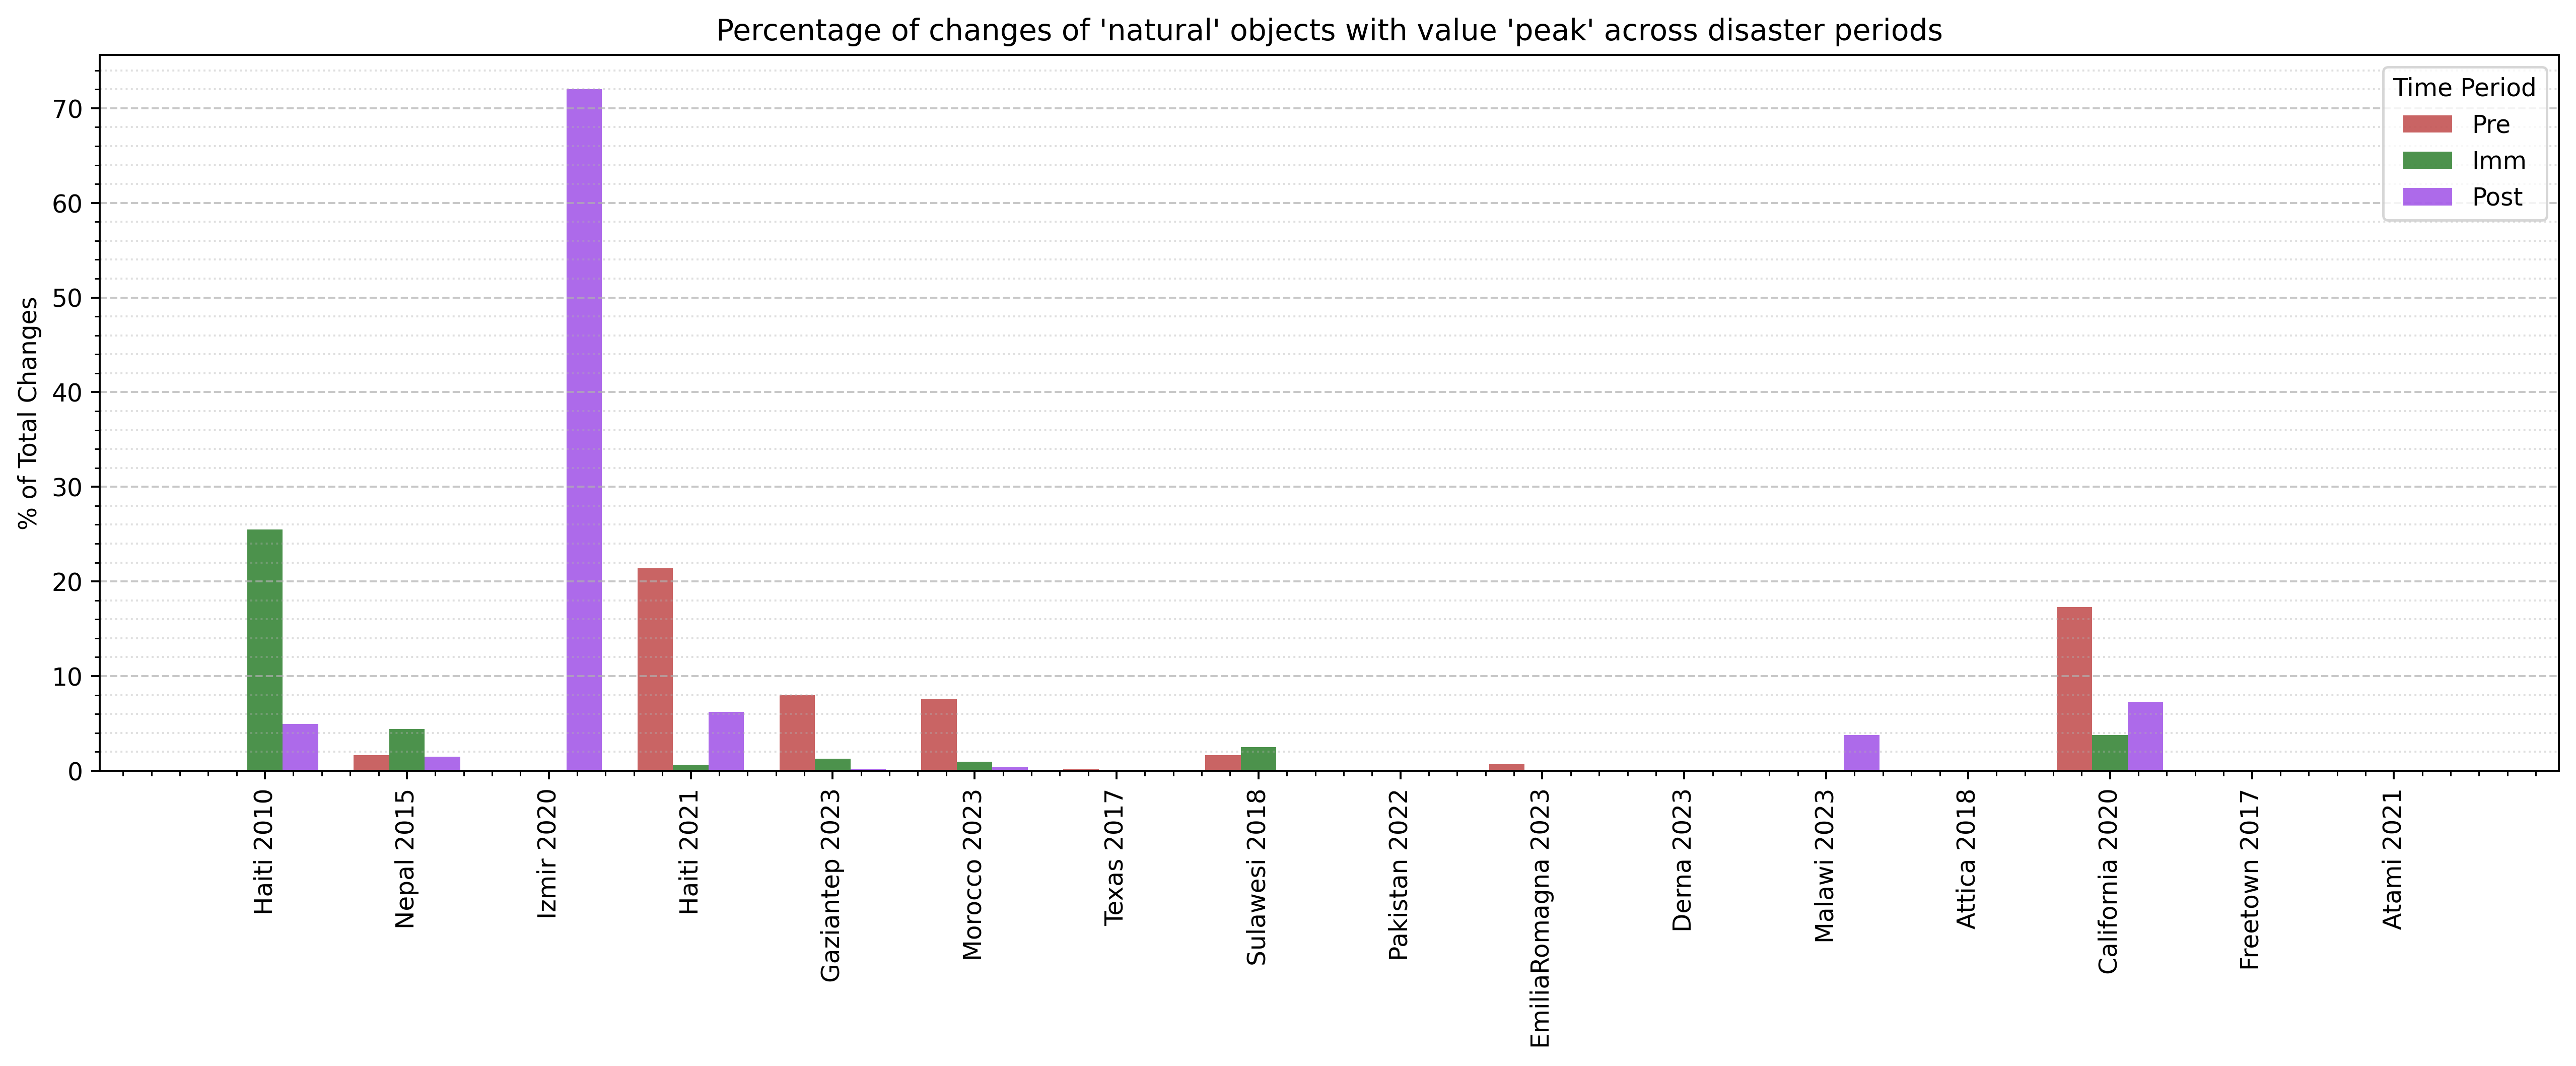 Percentage of changes of 'natural' objects with value 'peak' across disaster periods
% of Total Changes
70
60
50
40
30
20
10
0
Time Period
Pre
Imm
Post
Haiti 2010
Nepal 2015
Izmir 2020
Haiti 2021
Gaziantep 2023
Morocco 2023
Texas 2017
Sulawesi 2018
Pakistan 2022
EmiliaRomagna 2023
Derna 2023
Malawi 2023
Attica 2018
California 2020
Freetown 2017
Atami 2021